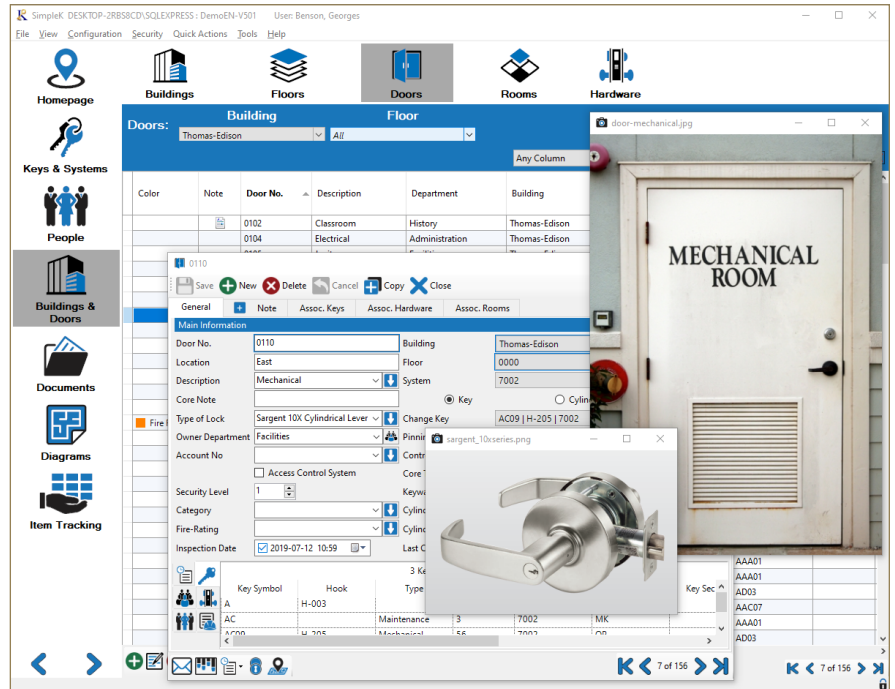 SimpleK DESKTOP-2RBS8CD\SQLEXPRESS : DemoEN-V501 User: Benson, Georges
File View Configuration Security Quick Actions Tools Help
Homepage
Keys & Systems
People
Buildings & Doors
Documents
Diagrams
Item Tracking
Buildings Floors Doors Rooms Hardware
Doors: Building Floor
Thomas-Edison All
Any Column
Color Note Door No. Description Department Building
0102 Classroom History Thomas-Edison
0104 Electrical Administration Thomas-Edison
Fire
door-mechanical.jpg
MECHANICAL
ROOM
0110
Save New Delete Cancel Copy Close
General Note Assoc. Keys Assoc. Hardware Assoc. Rooms
Main Information
Door No. 0110 Building Thomas-Edison
Location East Floor 0000
Description Mechanical System 7002
Core Note Key
Type of Lock Sargent 10X Cylindrical Lever Change Key AC09 | H-205 | 7002
Owner Department Facilities
Account No
Access Control System
Security Level 1
Category
Fire-Rating
Inspection Date 2019-07-12 10:59
sargent_10xseries.png
Key Symbol Hook Type
A H-003
AC Maintenance 3 7002 MK
AC09 H-205 Mechanical 56 7002 OP
7 of 156
AAA01
AAA01
AD03
AAC07
AAA01
AD03
7 of 156